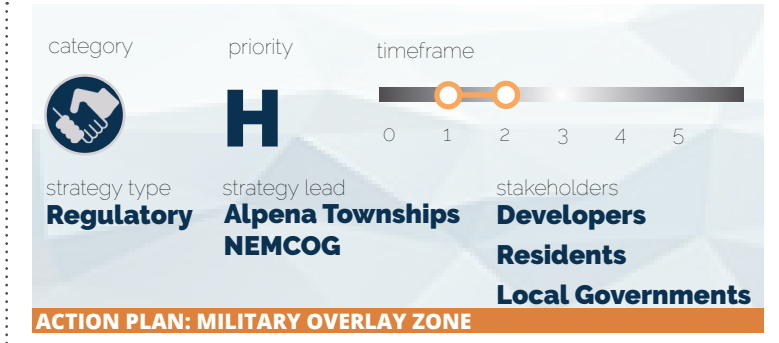 category priority timeframe
H
0 1 2 3 4 5
strategy type strategy lead stakeholders
Regulatory Alpena Townships Developers
NEMCOG Residents
Local Governments
ACTION PLAN: MILITARY OVERLAY ZONE